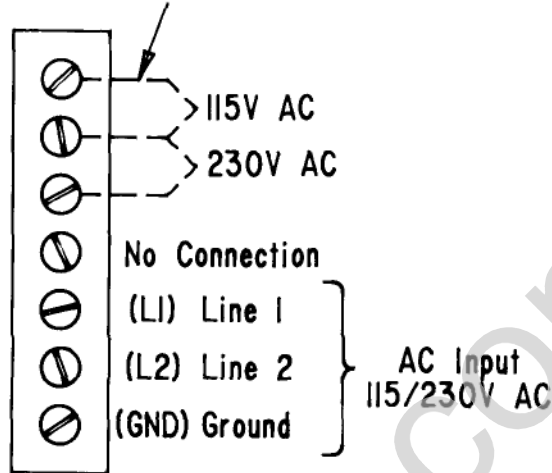 115V AC
230V AC
No Connection
(L1) Line 1
(L2) Line 2
(GND) Ground
AC Input
115/230V AC